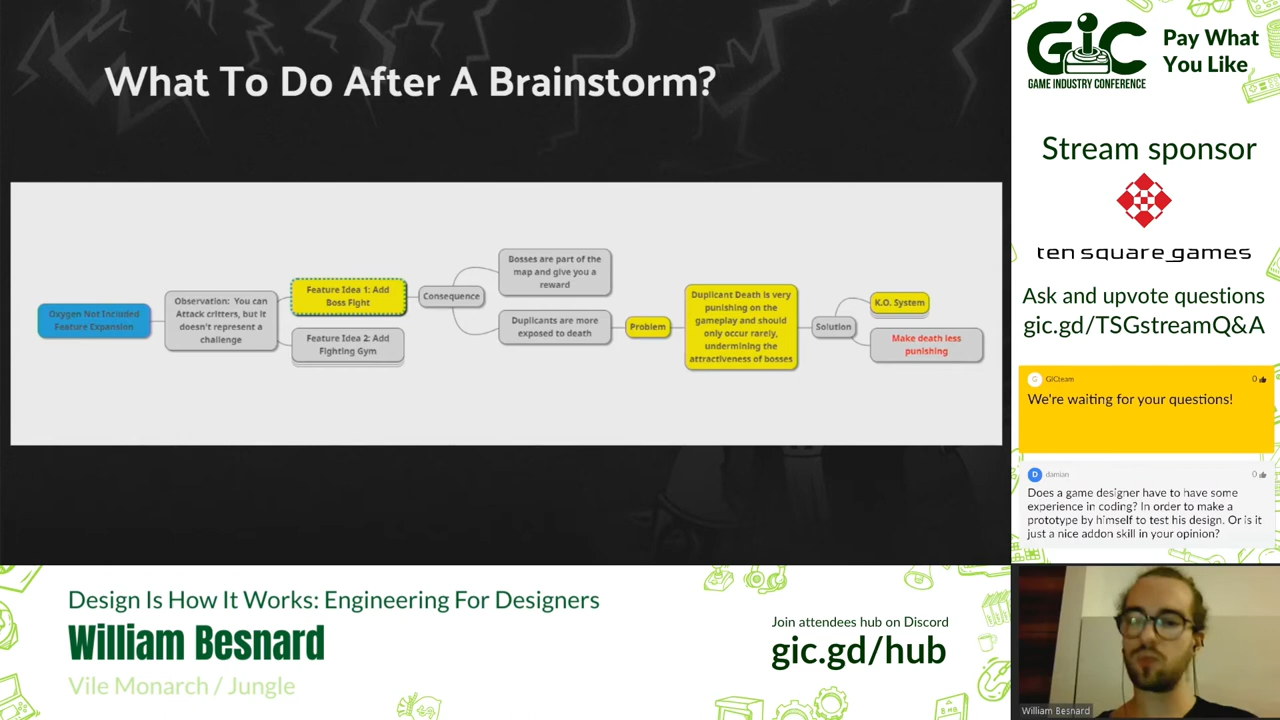 What To Do After A Brainstorm?
Oxygen Not Included
Feature Expansion
Observation: You can
Attack critters, but it
doesn't represent a
challenge
Feature Idea 1: Add
Boss Fight
Feature Idea 2: Add
Fighting Gym
Consequence
Bosses are part of the
map and give you a
reward
Duplicants are more
exposed to death
Problem
Duplicant Death is very
punishing on the
gameplay and should
only occur rarely,
undermining the
attractiveness of bosses
Solution
K.O. System
Make death less
punishing
GIC
GAME INDUSTRY CONFERENCE
Pay What
You Like
Stream sponsor
ten square games
Ask and upvote questions
gic.gd/TSGstreamQ&A
G GICteam 0
We're waiting for your questions!
D damian 0
Does a game designer have to have some
experience in coding? In order to make a
prototype by himself to test his design. Or is it
just a nice addon skill in your opinion?
Design Is How It Works: Engineering For Designers
William Besnard
Vile Monarch / Jungle
Join attendees hub on Discord
gic.gd/hub
8 MB
William Besnard